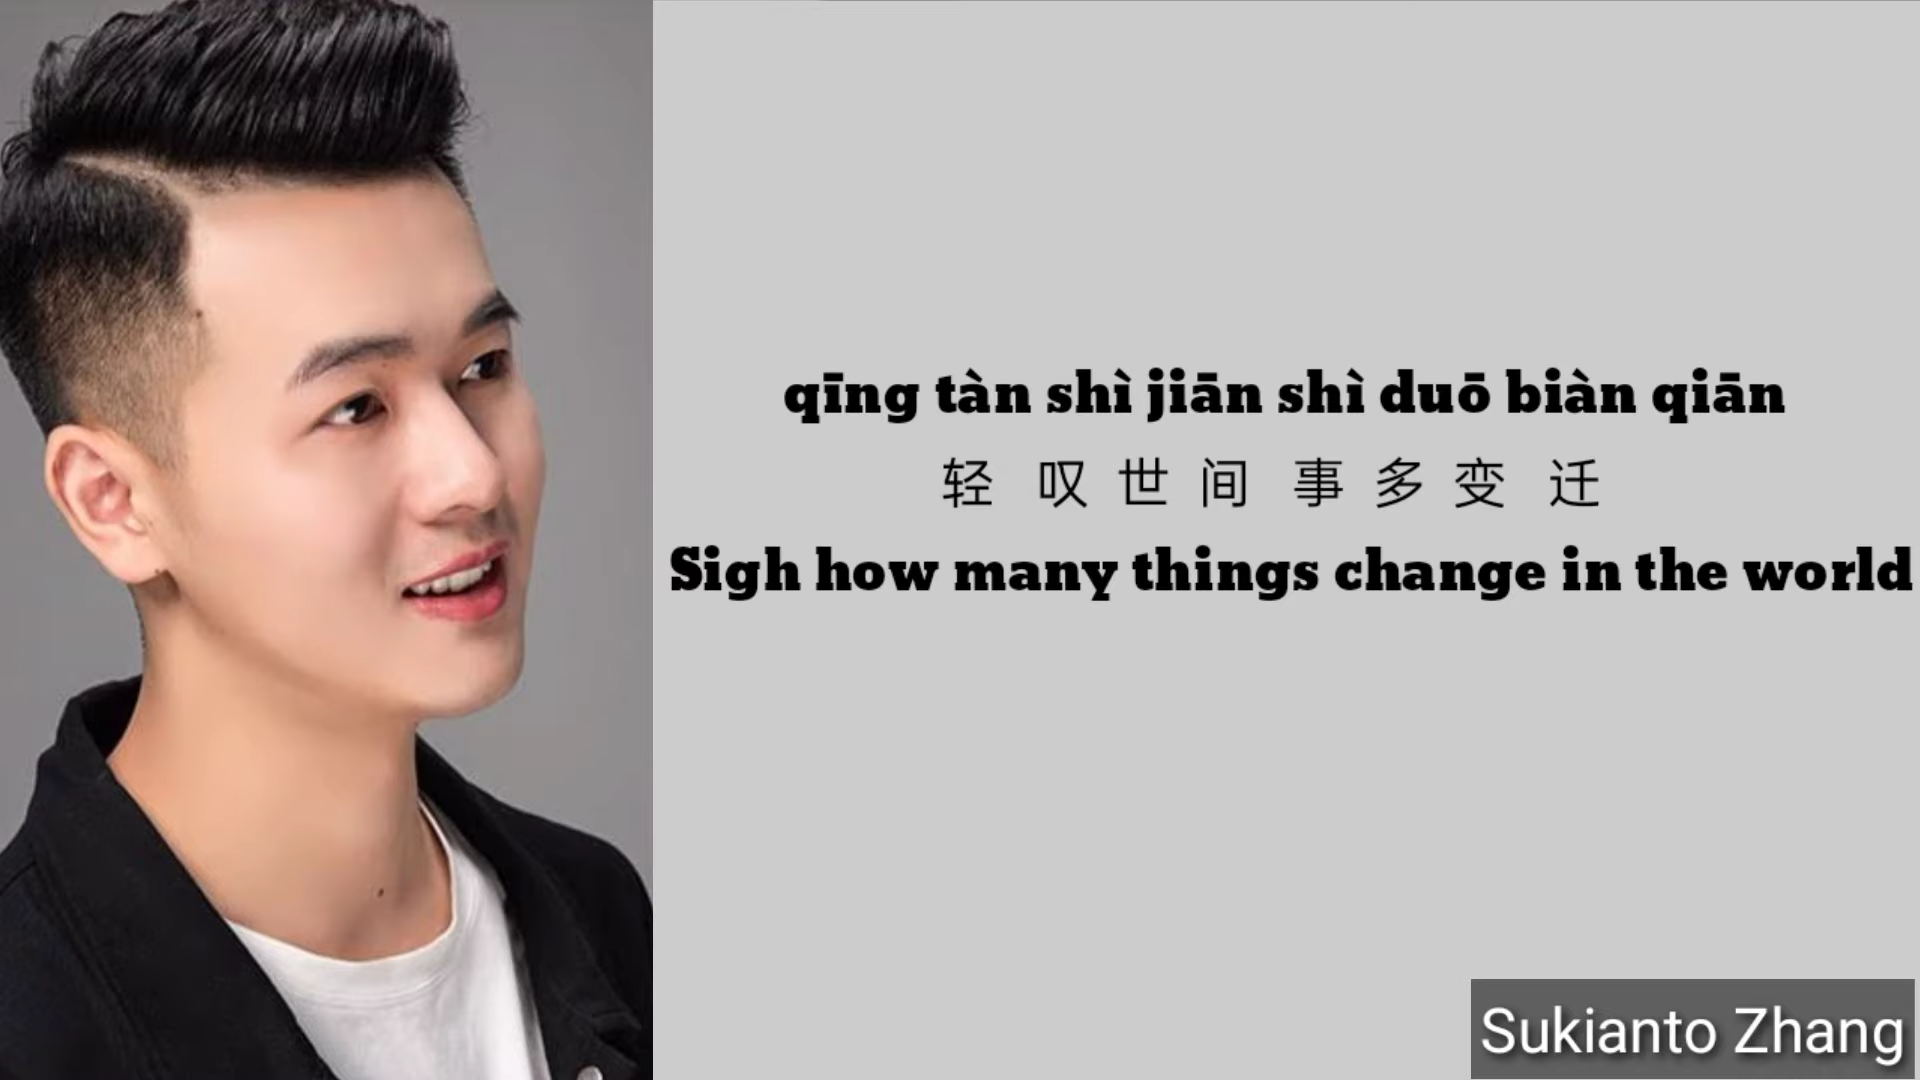 qīng tàn shì jiān shì duō biàn qiān
轻 叹 世 间 事 多 变 迁
Sigh how many things change in the world
Sukianto Zhang